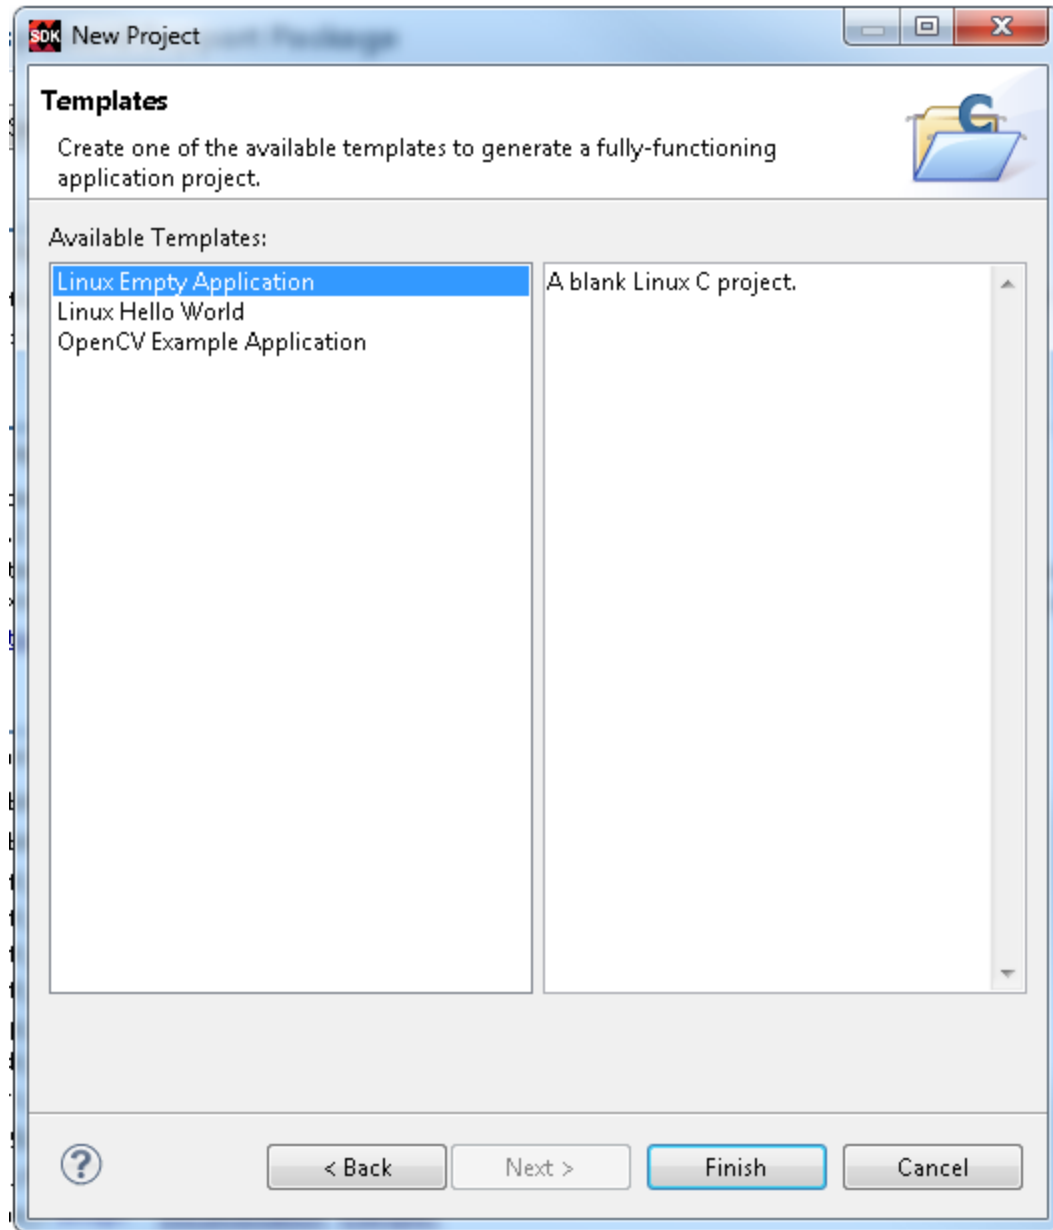 SDK New Project
Templates
Create one of the available templates to generate a fully-functioning
application project.
Available Templates:
Linux Empty Application
A blank Linux C project.
Linux Hello World
OpenCV Example Application
< Back
Next >
Finish
Cancel